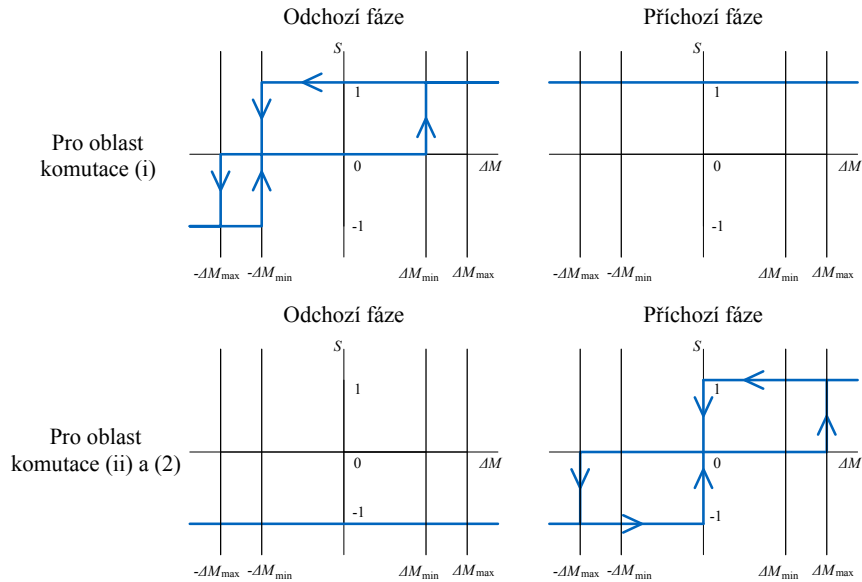 Odchozí fáze
Příchozí fáze
Pro oblast
komutace (i)
S
1
0
ΔM
-1
-ΔMmax
-ΔMmin
ΔMmin
ΔMmax
S
1
0
ΔM
-1
-ΔMmax
-ΔMmin
ΔMmin
ΔMmax
Odchozí fáze
Příchozí fáze
Pro oblast
komutace (ii) a (2)
S
1
0
ΔM
-1
-ΔMmax
-ΔMmin
ΔMmin
ΔMmax
S
1
0
ΔM
-1
-ΔMmax
-ΔMmin
ΔMmin
ΔMmax